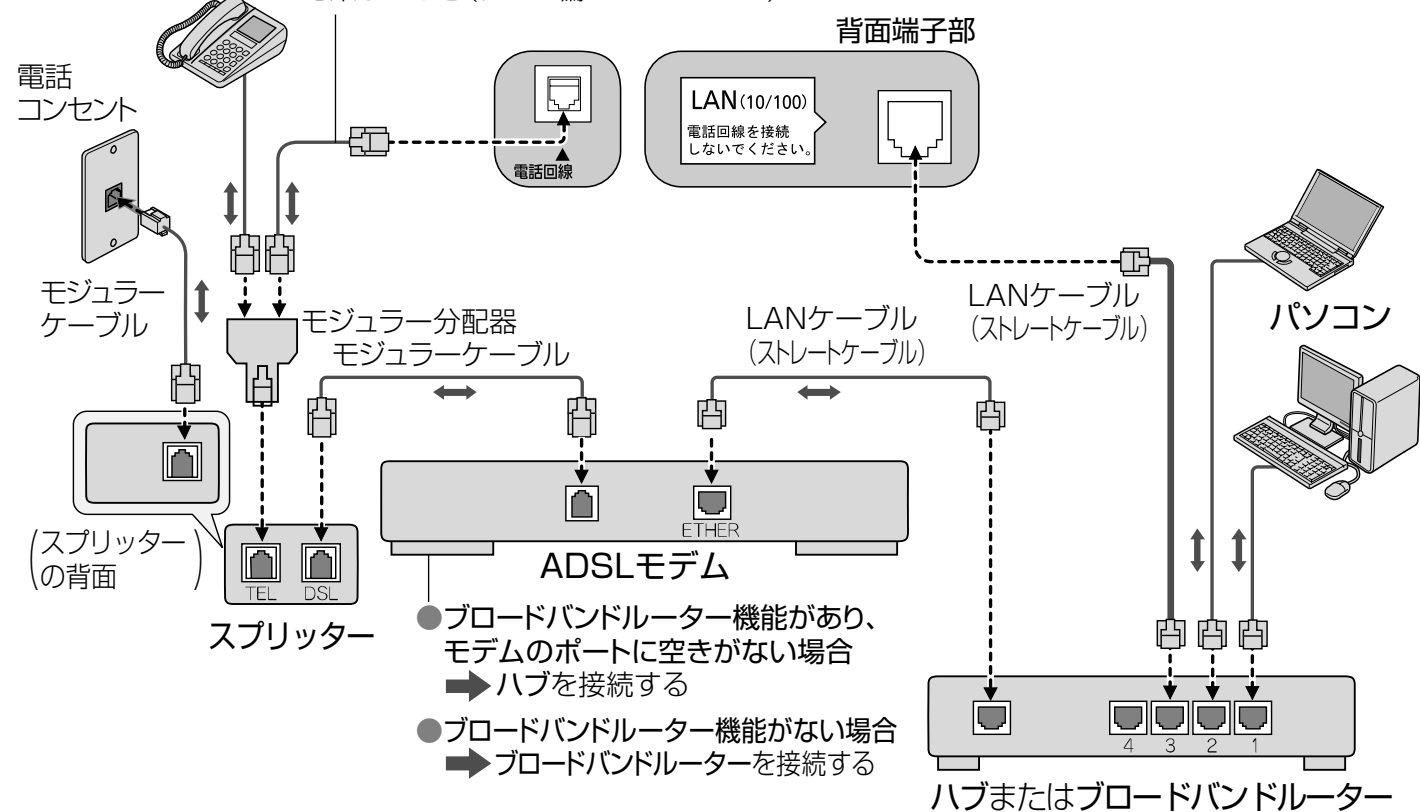 背面端子部
電話
コンセント
LAN(10/100)
電話回線を接続
しないでください。
電話回線
モジュラー
ケーブル
モジュラー分配器
モジュラーケーブル
LANケーブル
(ストレートケーブル)
LANケーブル
(ストレートケーブル)
パソコン
ETHER
ADSLモデム
(スプリッター
の背面)
TEL
DSL
スプリッター
●ブロードバンドルーター機能があり、
モデムのポートに空きがない場合
➡ハブを接続する
●ブロードバンドルーター機能がない場合
➡ブロードバンドルーターを接続する
4 3 2 1
ハブまたはブロードバンドルーター